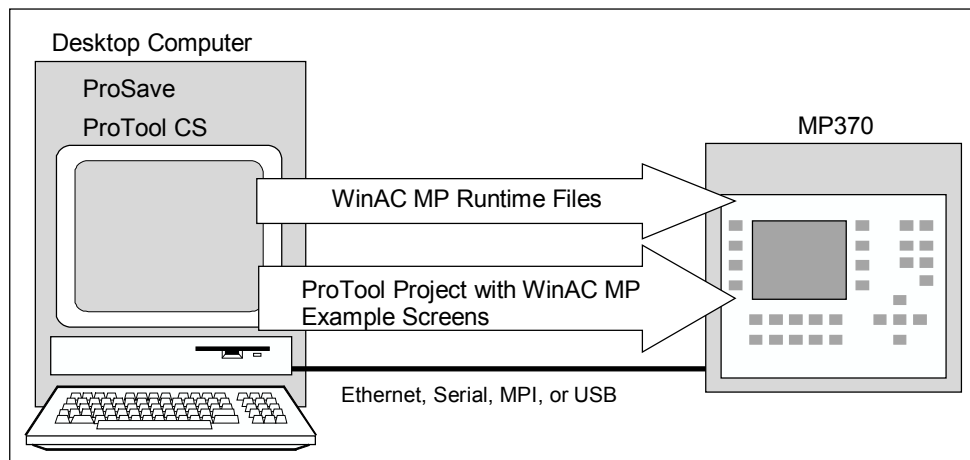 Desktop Computer
ProSave
ProTool CS
MP370
WinAC MP Runtime Files
ProTool Project with WinAC MP
Example Screens
Ethernet, Serial, MPI, or USB